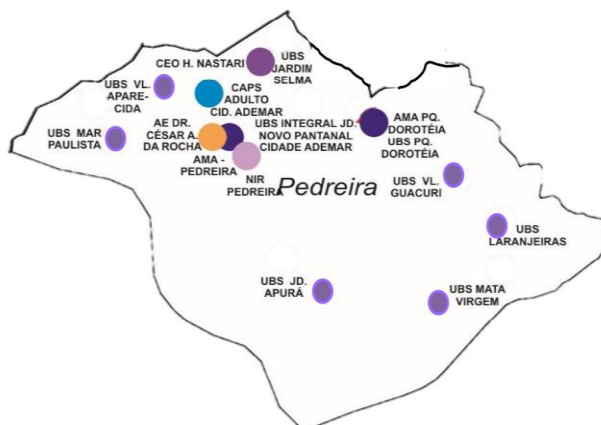 CEO H. NASTARI
UBS
JARDIM
SELMA
UBS VL.
APARE-
CIDA
CAPS
ADULTO
CID. ADEMAR
UBS MAR
PAULISTA
AE DR.
CÉSAR A.
DA ROCHA
UBS INTEGRAL JD.
NOVO PANTANAL
CIDADE ADEMAR
AMA PQ.
DOROTÉIA
UBS PQ.
DOROTÉIA
AMA -
PEDREIRA
NIR
PEDREIRA
Pedreira
UBS VL.
GUACURI
UBS
LARANJEIRAS
UBS JD.
APURÁ
UBS MATA
VIRGEM